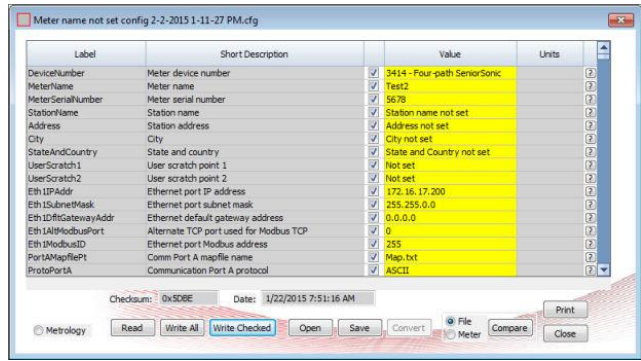 Meter name not set config 2-2-2015 1-11-27 PM.cfg
Label Short Description Value Units
DeviceNumber Meter device number 3414 - Four-path SeniorSonic
MeterName Meter name Test2
MeterSerialNumber Meter serial number 5678
StationName Station name Station name not set
Address Station address Address not set
City City City not set
StateAndCountry State and country State and Country not set
UserScratch1 User scratch point 1 Not set
UserScratch2 User scratch point 2 Not set
Eth1IPAddr Ethernet port IP address 172.16.17.200
Eth1SubnetMask Ethernet port subnet mask 255.255.0.0
Eth1DfltGatewayAddr Ethernet default gateway address 0.0.0.0
Eth1AltModbusPort Alternate TCP port used for Modbus TCP 0
Eth1ModbusID Ethernet port Modbus address 255
PortAMapfilePt Comm Port A mapfile name Map.txt
ProtoPortA Communication Port A protocol ASCII
Checksum: 0x5DBE Date: 1/22/2015 7:51:16 AM
Print
Metrology Read Write All Write Checked Open Save Convert File Meter Compare
Close